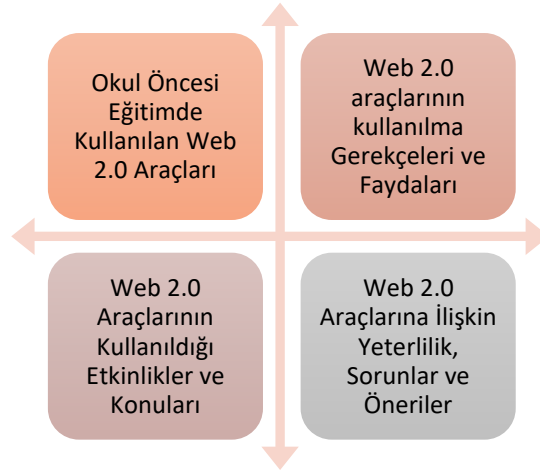 Okul Öncesi
Eğitimde
Kullanılan Web
2.0 Araçları
Web 2.0
araçlarının
kullanılma
Gerekçeleri ve
Faydaları
Web 2.0
Araçlarının
Kullanıldığı
Etkinlikler ve
Konuları
Web 2.0
Araçlarına İlişkin
Yeterlilik,
Sorunlar ve
Öneriler